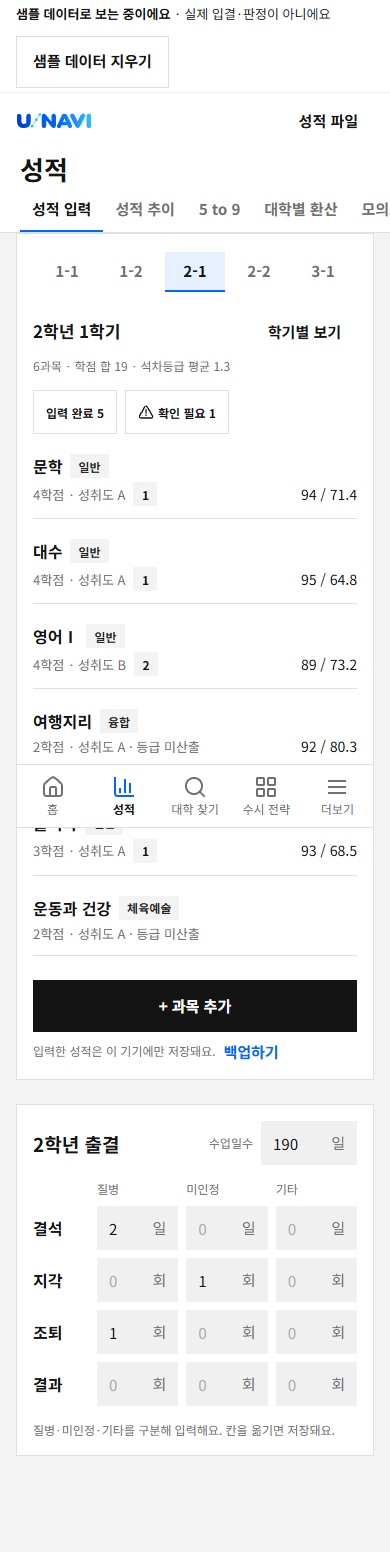 샘플 데이터로 보는 중이에요 · 실제 입결·판정이 아니에요
샘플 데이터 지우기
U NAVI 성적 파일
성적
성적 입력 성적 추이 5 to 9 대학별 환산 모의
1-1 1-2 2-1 2-2 3-1
2학년 1학기 학기별 보기
6과목 · 학점 합 19 · 석차등급 평균 1.3
입력 완료 5 확인 필요 1
문학 일반
4학점 · 성취도 A 1 94 / 71.4
대수 일반
4학점 · 성취도 A 1 95 / 64.8
영어 Ⅰ 일반
4학점 · 성취도 B 2 89 / 73.2
여행지리 융합
2학점 · 성취도 A · 등급 미산출 92 / 80.3
홈 성적 대학 찾기 수시 전략 더보기
3학점 · 성취도 A 1 93 / 68.5
운동과 건강 체육예술
2학점 · 성취도 A · 등급 미산출
+ 과목 추가
입력한 성적은 이 기기에만 저장돼요. 백업하기
2학년 출결 수업일수 190 일
질병 미인정 기타
결석 2 일 0 일 0 일
지각 0 회 1 회 0 회
조퇴 1 회 0 회 0 회
결과 0 회 0 회 0 회
질병·미인정·기타를 구분해 입력해요. 칸을 옮기면 저장돼요.